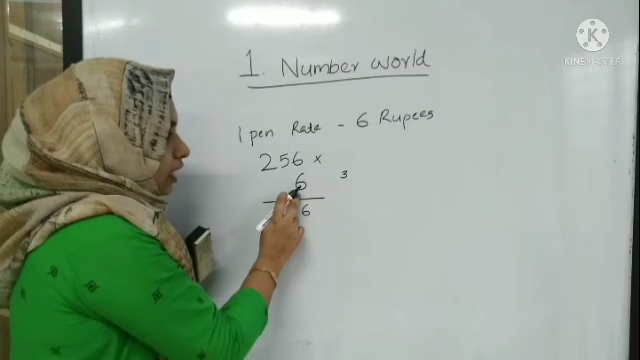 1. Number world
1 pen Rate - 6 Rupees
256 ×
6
3
6
K
KINEMASTER